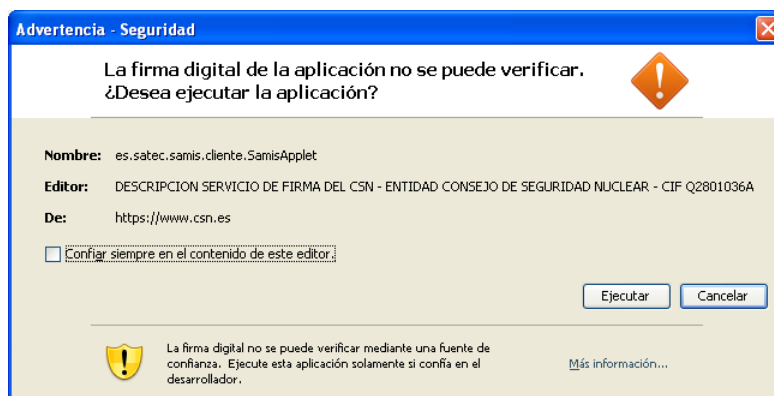 Advertencia - Seguridad
La firma digital de la aplicación no se puede verificar.
¿Desea ejecutar la aplicación?
Nombre: es.satec.samis.cliente.SamisApplet
Editor: DESCRIPCION SERVICIO DE FIRMA DEL CSN - ENTIDAD CONSEJO DE SEGURIDAD NUCLEAR - CIF Q2801036A
De: https://www.csn.es
Confiar siempre en el contenido de este editor.
Ejecutar Cancelar
La firma digital no se puede verificar mediante una fuente de
confianza. Ejecute esta aplicación solamente si confía en el
desarrollador.
Más información...